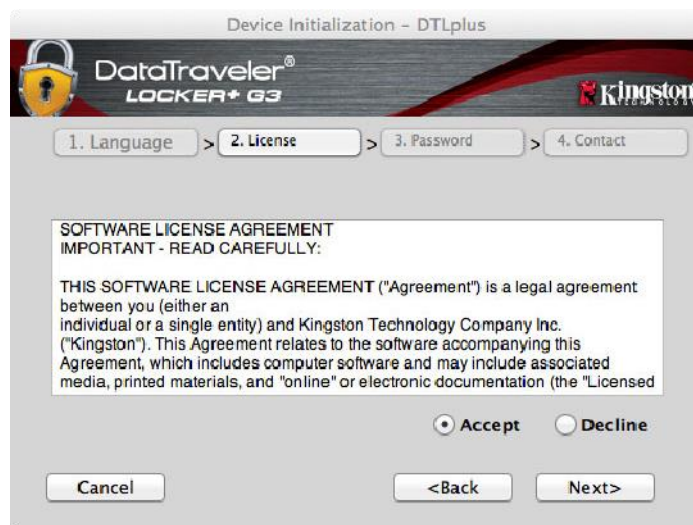 Device Initialization - DTLplus
DataTraveler®
LOCKER+ G3
Kingston
TECHNOLOGY
1. Language > 2. License > 3. Password > 4. Contact
SOFTWARE LICENSE AGREEMENT
IMPORTANT - READ CAREFULLY:
THIS SOFTWARE LICENSE AGREEMENT ("Agreement") is a legal agreement
between you (either an
individual or a single entity) and Kingston Technology Company Inc.
("Kingston"). This Agreement relates to the software accompanying this
Agreement, which includes computer software and may include associated
media, printed materials, and "online" or electronic documentation (the "Licensed
Accept Decline
Cancel <Back Next>